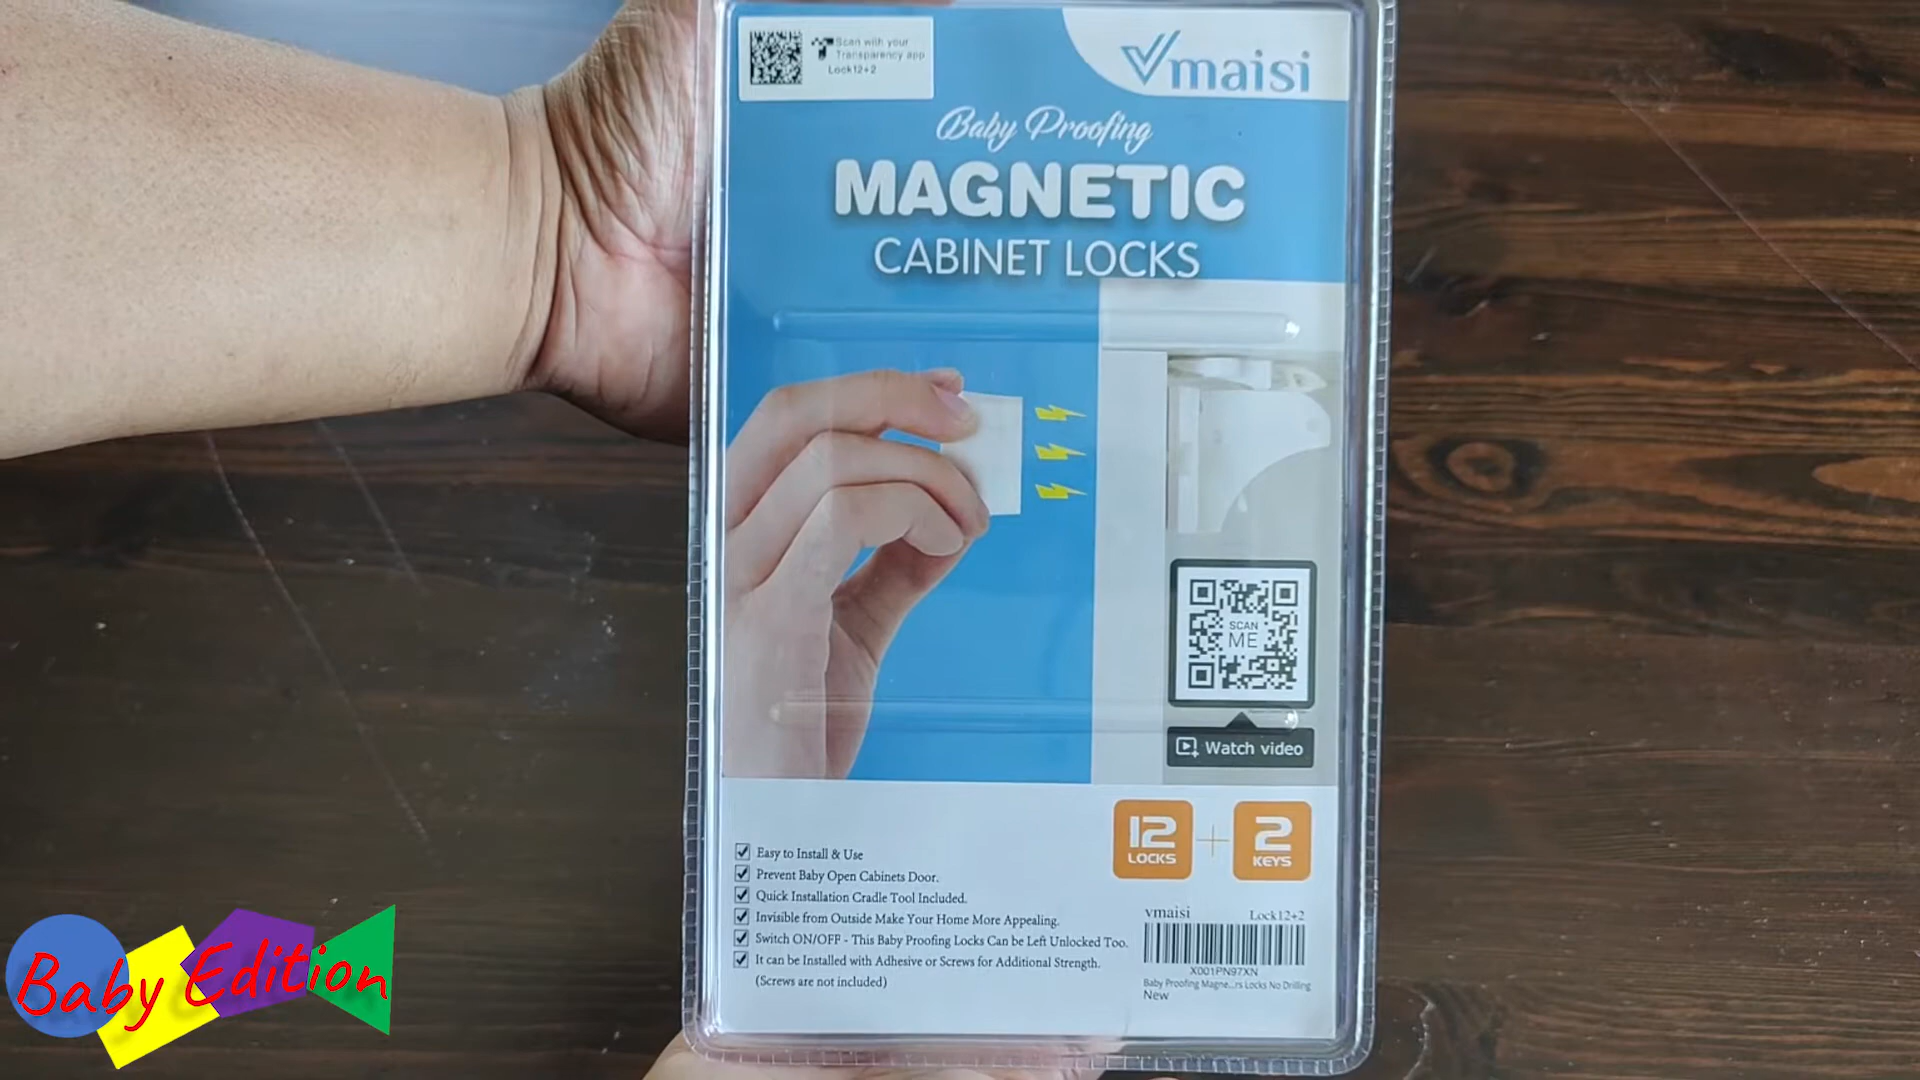 Scan with your
Transparency app
Lock12+2
Vmaisi
Baby Proofing
MAGNETIC
CABINET LOCKS
SCAN
ME
Watch video
12
LOCKS
+
2
KEYS
Easy to Install & Use
Prevent Baby Open Cabinets Door.
Quick Installation Cradle Tool Included.
Invisible from Outside Make Your Home More Appealing.
Switch ON/OFF - This Baby Proofing Locks Can be Left Unlocked Too.
It can be Installed with Adhesive or Screws for Additional Strength.
(Screws are not included)
vmaisi Lock12+2
X001PN97XN
Baby Proofing Magne...rs Locks No Drilling
New
Baby Edition